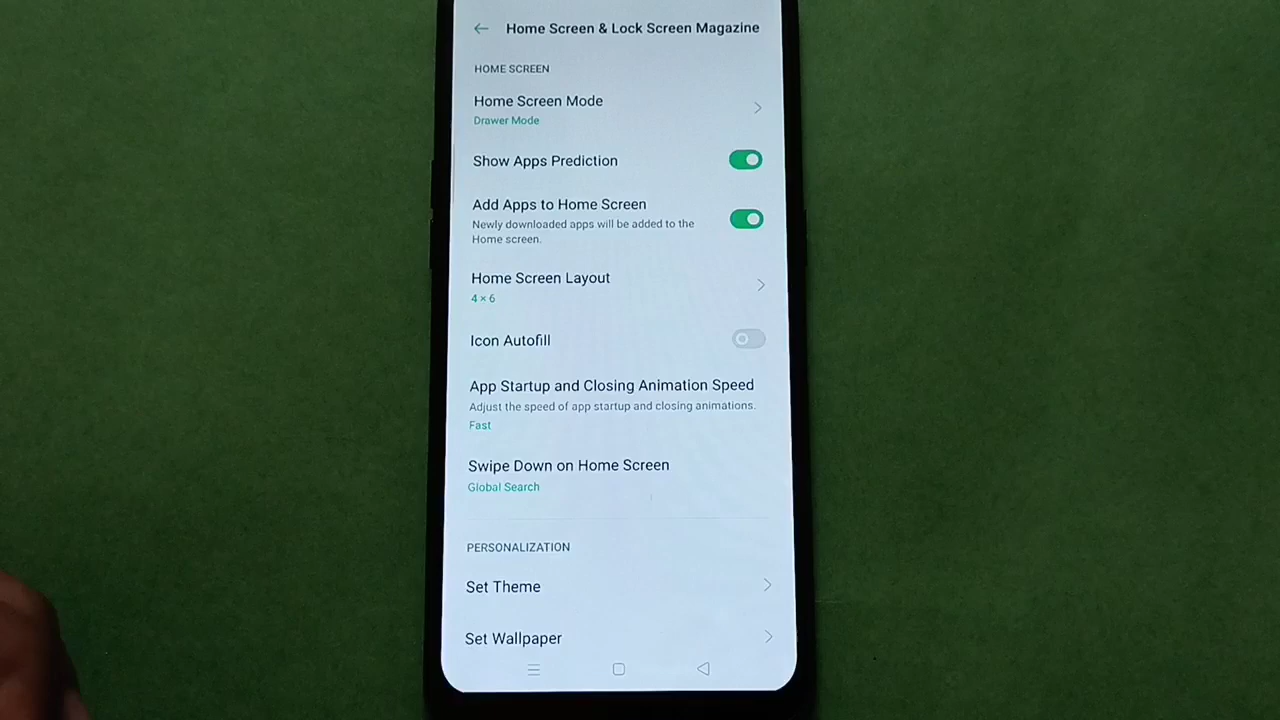 Home Screen & Lock Screen Magazine
HOME SCREEN
Home Screen Mode
Drawer Mode
Show Apps Prediction
Add Apps to Home Screen
Newly downloaded apps will be added to the
Home screen.
Home Screen Layout
4 × 6
Icon Autofill
App Startup and Closing Animation Speed
Adjust the speed of app startup and closing animations.
Fast
Swipe Down on Home Screen
Global Search
PERSONALIZATION
Set Theme
Set Wallpaper